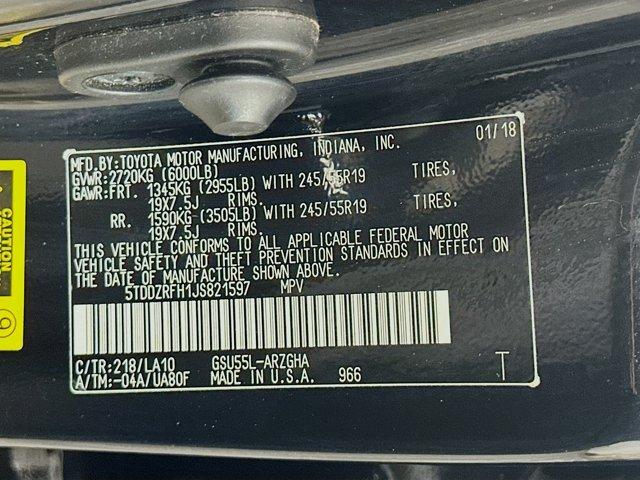 MFD.BY:TOYOTA MOTOR MANUFACTURING, INDIANA, INC. 01/18
GVWR:2720KG (6000LB)
GAWR:FRT. 1345KG (2955LB) WITH 245/55R19 TIRES,
19X7.5J RIMS.
RR. 1590KG (3505LB) WITH 245/55R19 TIRES,
19X7.5J RIMS.
THIS VEHICLE CONFORMS TO ALL APPLICABLE FEDERAL MOTOR
VEHICLE SAFETY AND THEFT PREVENTION STANDARDS IN EFFECT ON
THE DATE OF MANUFACTURE SHOWN ABOVE.
5TDDZRFH1JS821597 MPV
C/TR:218/LA10 GSU55L-ARZGHA
A/TM:-04A/UA80F MADE IN U.S.A. 966 T
CAUTION